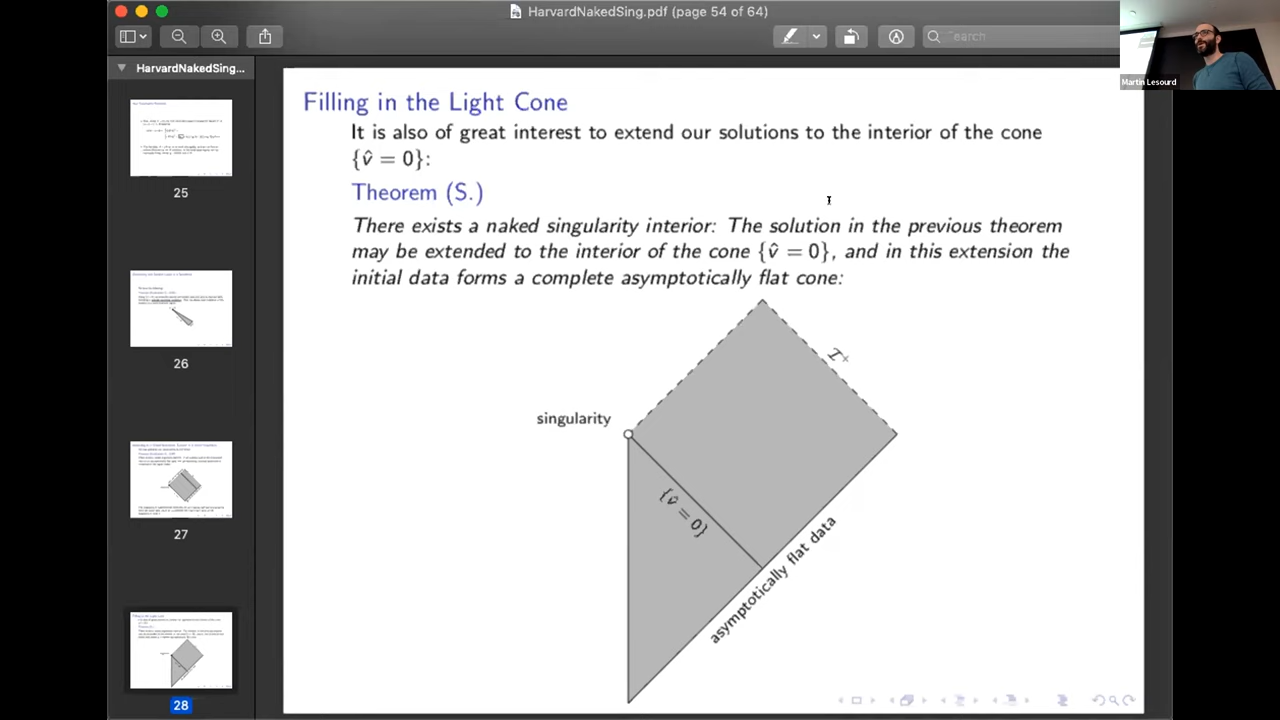 HarvardNakedSing.pdf (page 54 of 64)
Search
Martin Lesourd
HarvardNakedSing...
25
26
27
28
Filling in the Light Cone
It is also of great interest to extend our solutions to the interior of the cone
{v̂ = 0}:
Theorem (S.)
There exists a naked singularity interior: The solution in the previous theorem
may be extended to the interior of the cone {v̂ = 0}, and in this extension the
initial data forms a complete asymptotically flat cone:
I+
singularity
{v̂ = 0}
asymptotically flat data